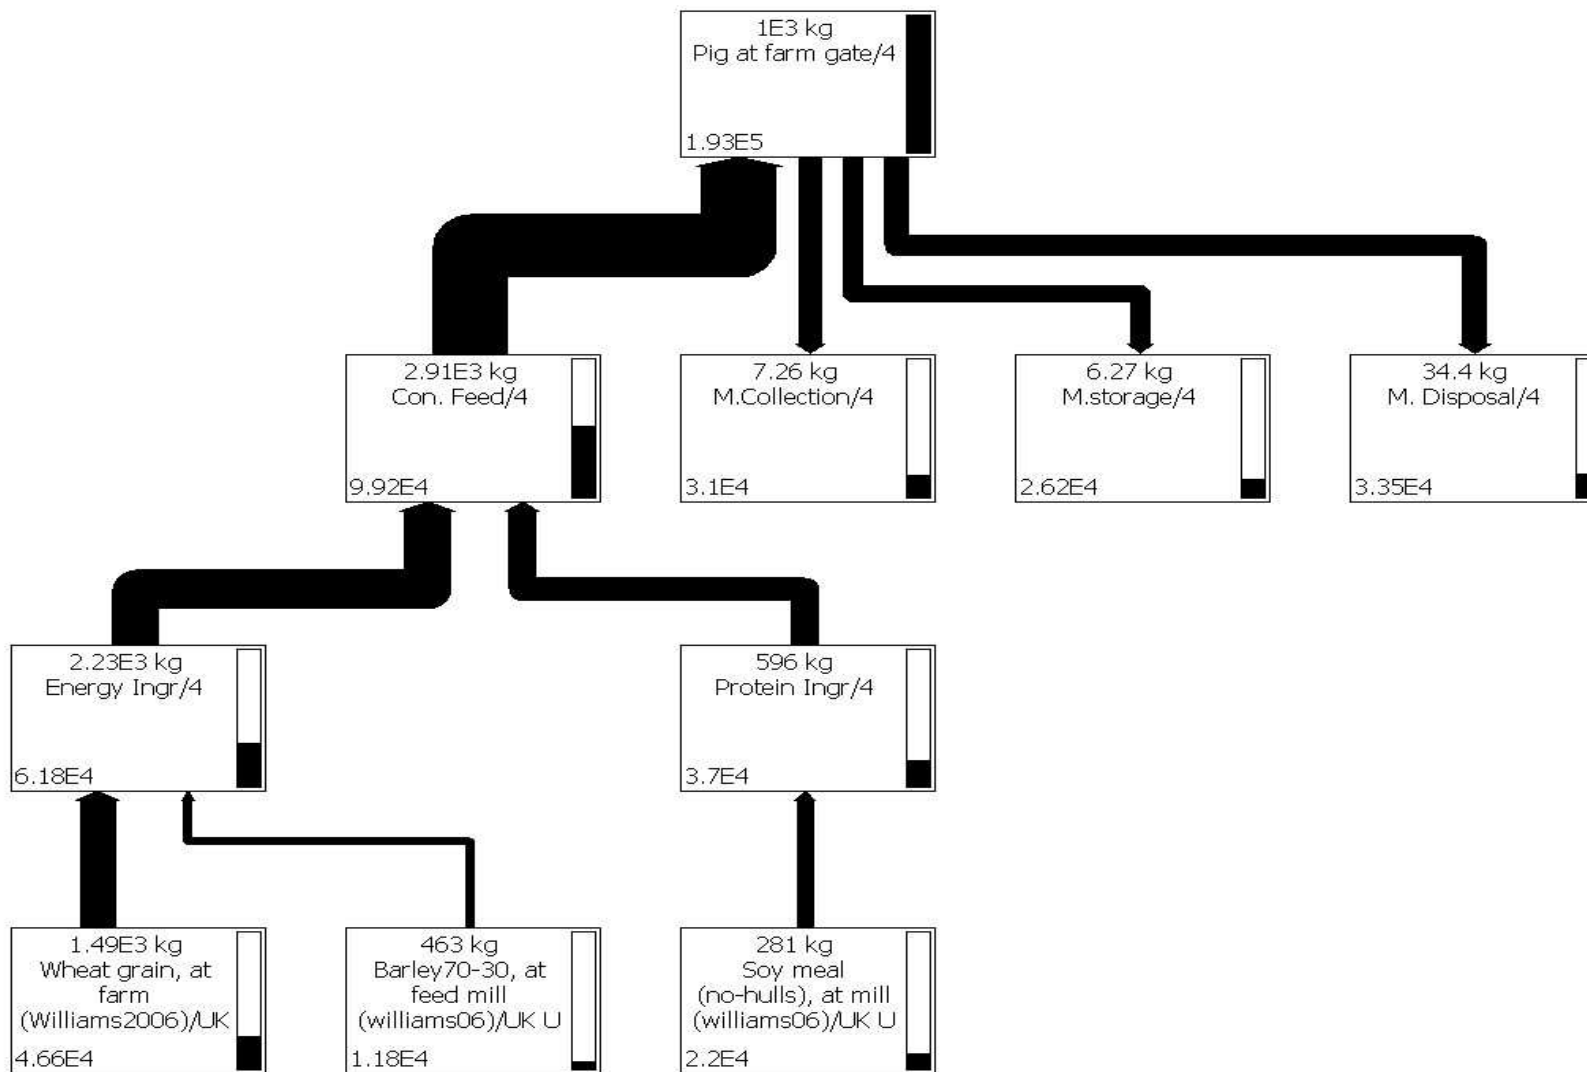 1E3 kg
Pig at farm gate/4
1.93E5
2.91E3 kg
Con. Feed/4
9.92E4
7.26 kg
M.Collection/4
3.1E4
6.27 kg
M.storage/4
2.62E4
34.4 kg
M. Disposal/4
3.35E4
2.23E3 kg
Energy Ingr/4
6.18E4
596 kg
Protein Ingr/4
3.7E4
1.49E3 kg
Wheat grain, at
farm
(Williams2006)/UK
4.66E4
463 kg
Barley70-30, at
feed mill
(williams06)/UK U
1.18E4
281 kg
Soy meal
(no-hulls), at mill
(williams06)/UK U
2.2E4